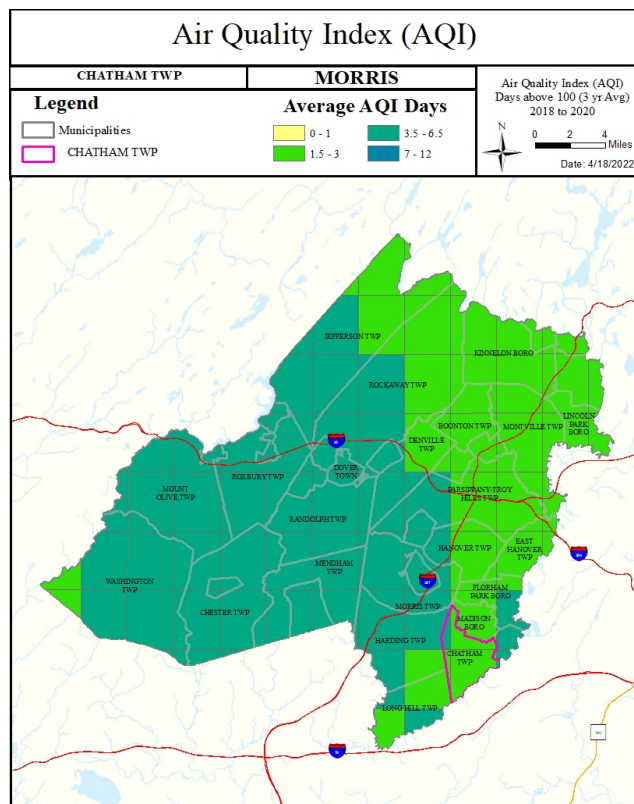 Air Quality Index (AQI)
CHATHAM TWP
MORRIS
Legend
Municipalities
CHATHAM TWP
Average AQI Days
0 - 1
3.5 - 6.5
1.5 - 3
7 - 12
Air Quality Index (AQI)
Days above 100 (3 yr Avg)
2018 to 2020
N
0 2 4
Miles
Date: 4/18/2022
JEFFERSON TWP
KINNELON BORO
ROCKAWAY TWP
LINCOLN
PARK
BORO
BOONTON TWP
MONTVILLE TWP
DENVILLE
TWP
DOVER
TOWN
ROXBURY TWP
MOUNT
OLIVE TWP
PARSIPPANY-TROY
HILLS TWP
RANDOLPH TWP
HANOVER TWP
EAST
HANOVER
TWP
MENDHAM
TWP
WASHINGTON
TWP
FLORHAM
PARK BORO
CHESTER TWP
MORRIS TWP
MADISON
BORO
HARDING TWP
CHATHAM
TWP
LONG HILL TWP